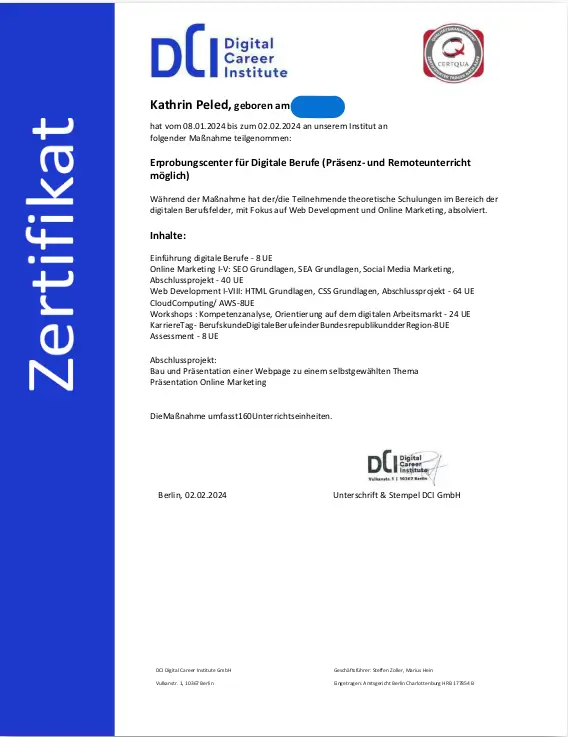 Zertifikat
DCI Digital
Career
Institute
QUALITÄTSMANAGEMENT
CERTQUA
Kathrin Peled, geboren am
hat vom 08.01.2024 bis zum 02.02.2024 an unserem Institut an
folgender Maßnahme teilgenommen:
Erprobungscenter für Digitale Berufe (Präsenz- und Remoteunterricht
möglich)
Während der Maßnahme hat der/die Teilnehmende theoretische Schulungen im Bereich der
digitalen Berufsfelder, mit Fokus auf Web Development und Online Marketing, absolviert.
Inhalte:
Einführung digitale Berufe - 8 UE
Online Marketing I-V: SEO Grundlagen, SEA Grundlagen, Social Media Marketing,
Abschlussprojekt - 40 UE
Web Development I-VIII: HTML Grundlagen, CSS Grundlagen, Abschlussprojekt - 64 UE
CloudComputing/ AWS-8UE
Workshops : Kompetenzanalyse, Orientierung auf dem digitalen Arbeitsmarkt - 24 UE
KarriereTag- BerufskundeDigitaleBerufeinderBundesrepublikundderRegion-8UE
Assessment - 8 UE
Abschlussprojekt:
Bau und Präsentation einer Webpage zu einem selbstgewählten Thema
Präsentation Online Marketing
DieMaßnahme umfasst160Unterrichtseinheiten.
DCI Digital
Career
Institute
Vulkanstr. 1 | 10367 Berlin
Berlin, 02.02.2024 Unterschrift & Stempel DCI GmbH
DCI Digital Career Institute GmbH Geschäftsführer: Steffen Zoller, Marius Hein
Vulkanstr. 1, 10367 Berlin Eingetragen: Amtsgericht Berlin Charlottenburg HRB 177854 B